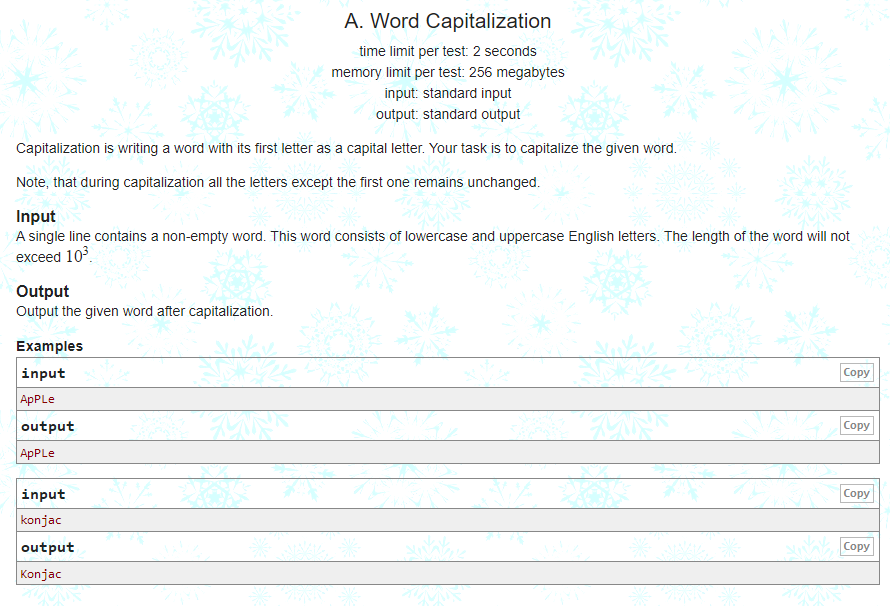 A. Word Capitalization
time limit per test: 2 seconds
memory limit per test: 256 megabytes
input: standard input
output: standard output
Capitalization is writing a word with its first letter as a capital letter. Your task is to capitalize the given word.
Note, that during capitalization all the letters except the first one remains unchanged.
Input
A single line contains a non-empty word. This word consists of lowercase and uppercase English letters. The length of the word will not
exceed 10³.
Output
Output the given word after capitalization.
Examples
input Copy
ApPLe
output Copy
ApPLe
input Copy
konjac
output Copy
Konjac